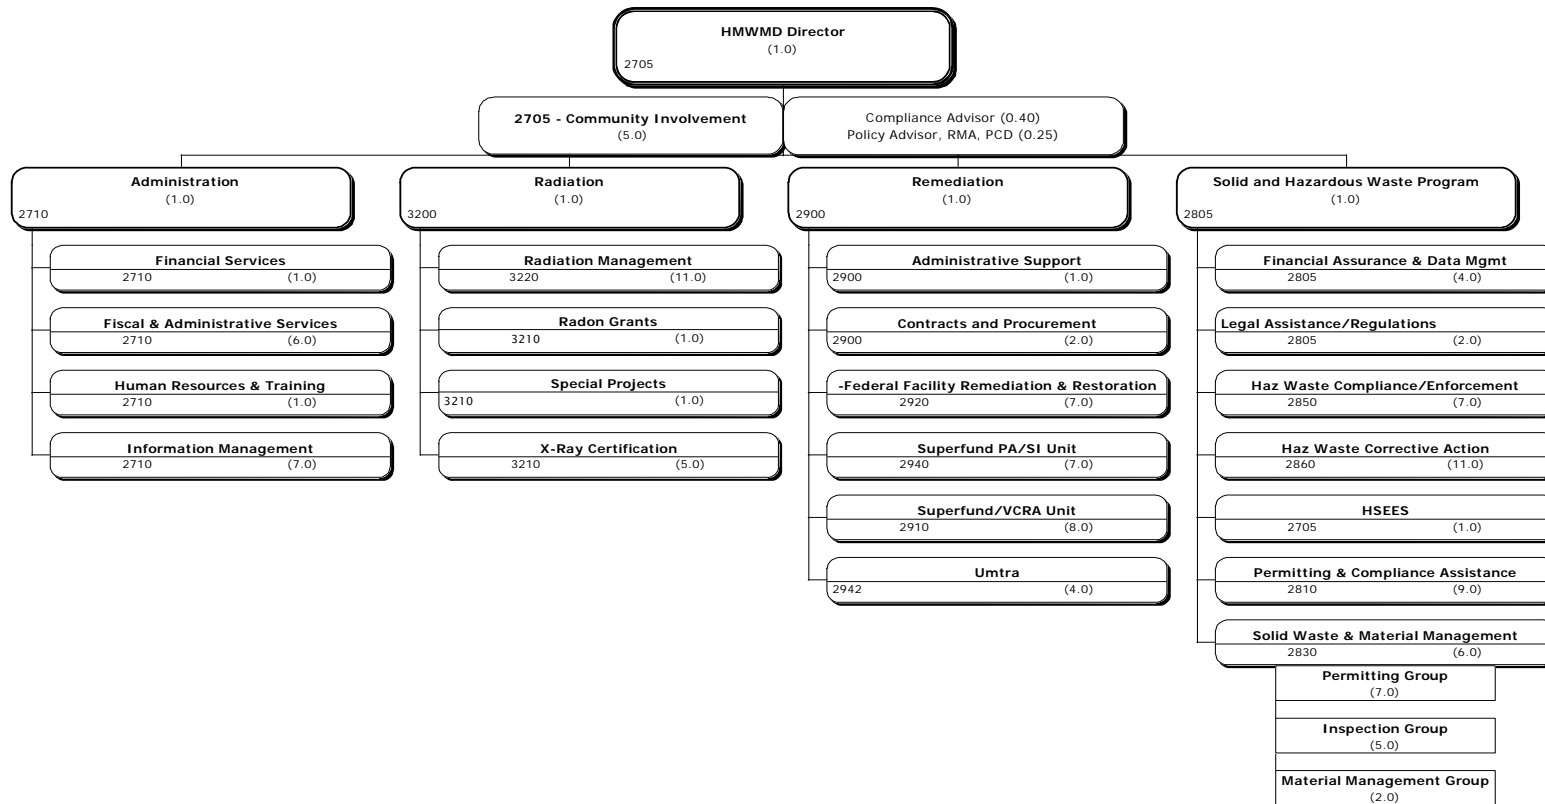 HMWMD Director
(1.0)
2705
2705 - Community Involvement
(5.0)
Compliance Advisor (0.40)
Policy Advisor, RMA, PCD (0.25)
Administration
(1.0)
2710
Financial Services
2710 (1.0)
Fiscal & Administrative Services
2710 (6.0)
Human Resources & Training
2710 (1.0)
Information Management
2710 (7.0)
Radiation
(1.0)
3200
Radiation Management
3220 (11.0)
Radon Grants
3210 (1.0)
Special Projects
3210 (1.0)
X-Ray Certification
3210 (5.0)
Remediation
(1.0)
2900
Administrative Support
2900 (1.0)
Contracts and Procurement
2900 (2.0)
-Federal Facility Remediation & Restoration
2920 (7.0)
Superfund PA/SI Unit
2940 (7.0)
Superfund/VCRA Unit
2910 (8.0)
Umtra
2942 (4.0)
Solid and Hazardous Waste Program
(1.0)
2805
Financial Assurance & Data Mgmt
2805 (4.0)
Legal Assistance/Regulations
2805 (2.0)
Haz Waste Compliance/Enforcement
2850 (7.0)
Haz Waste Corrective Action
2860 (11.0)
HSEES
2705 (1.0)
Permitting & Compliance Assistance
2810 (9.0)
Solid Waste & Material Management
2830 (6.0)
Permitting Group
(7.0)
Inspection Group
(5.0)
Material Management Group
(2.0)